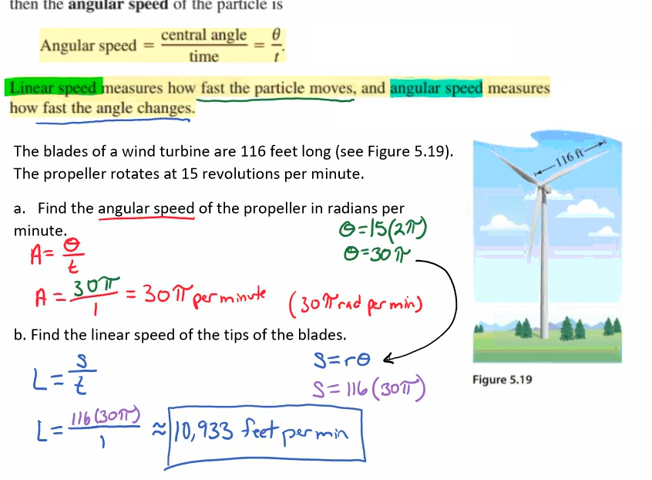 then the angular speed of the particle is
Angular speed = central angle / time = θ / t.
Linear speed measures how fast the particle moves, and angular speed measures
how fast the angle changes.
The blades of a wind turbine are 116 feet long (see Figure 5.19).
The propeller rotates at 15 revolutions per minute.
116 ft
a. Find the angular speed of the propeller in radians per
minute.
θ=15(2π)
A= θ / t
θ=30π
A = 30π / 1 = 30π per minute (30π rad per min)
b. Find the linear speed of the tips of the blades.
S=rθ
L= s / t
S= 116(30π)
Figure 5.19
L= 116(30π) / 1 ≈ 10,933 feet per min